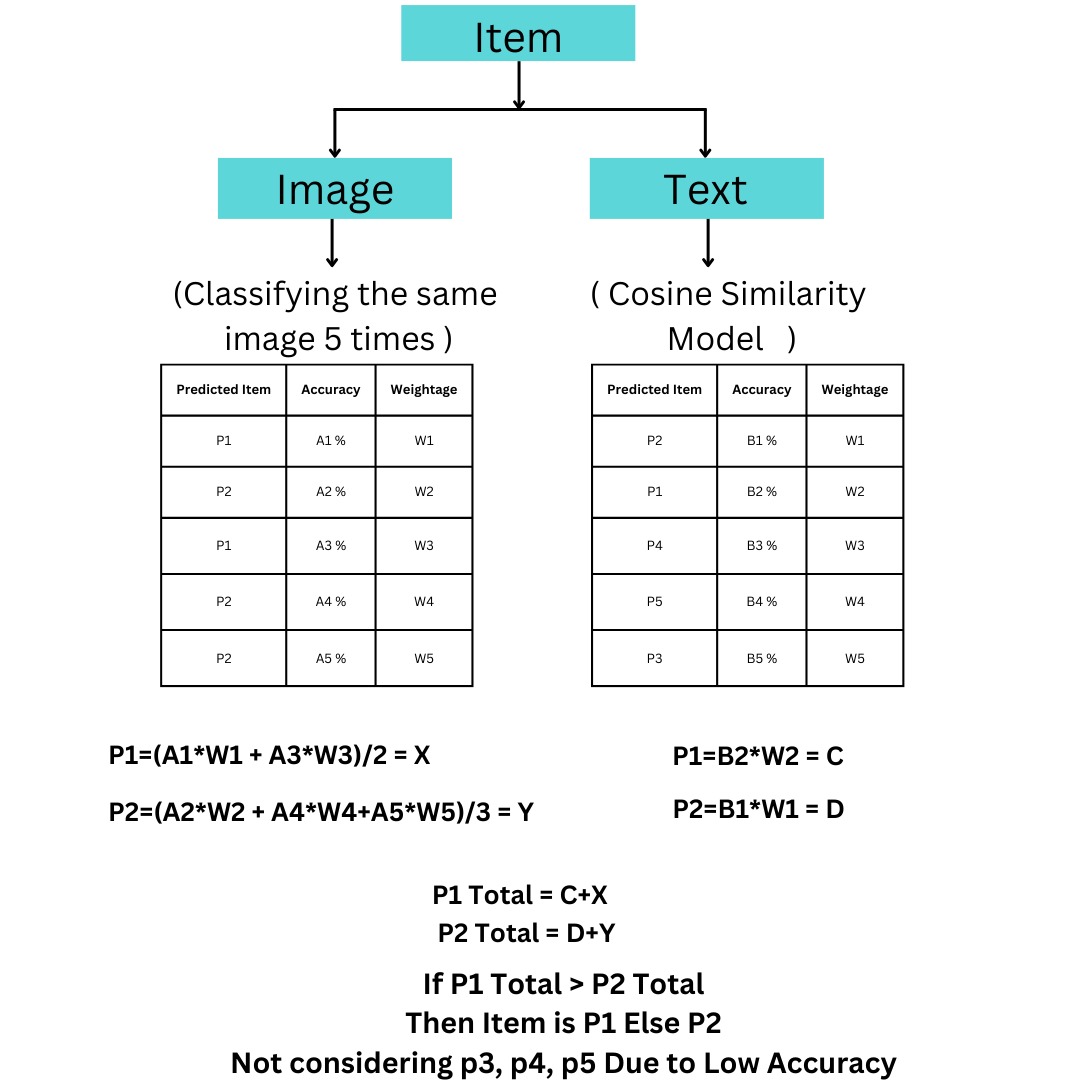 Item
Image
Text
(Classifying the same
image 5 times )
( Cosine Similarity
Model )
Predicted Item Accuracy Weightage
P1 A1 % W1
P2 A2 % W2
P1 A3 % W3
P2 A4 % W4
P2 A5 % W5
Predicted Item Accuracy Weightage
P2 B1 % W1
P1 B2 % W2
P4 B3 % W3
P5 B4 % W4
P3 B5 % W5
P1=(A1*W1 + A3*W3)/2 = X
P2=(A2*W2 + A4*W4+A5*W5)/3 = Y
P1=B2*W2 = C
P2=B1*W1 = D
P1 Total = C+X
P2 Total = D+Y
If P1 Total > P2 Total
Then Item is P1 Else P2
Not considering p3, p4, p5 Due to Low Accuracy